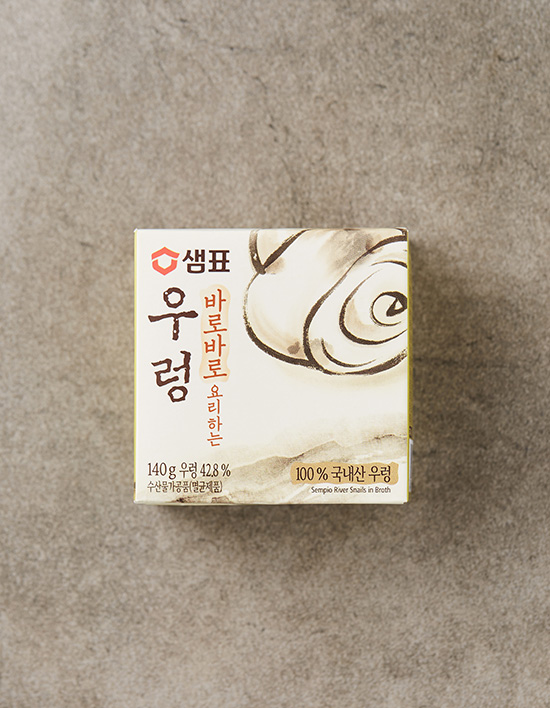 샘표
우렁
바로바로
요리하는
140 g 우렁 42.8 %
수산물가공품(멸균제품)
100 % 국내산 우렁
Sempio River Snails in Broth